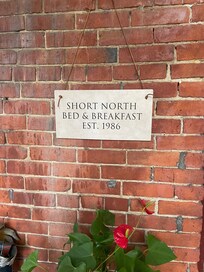 SHORT NORTH
BED & BREAKFAST
EST. 1986